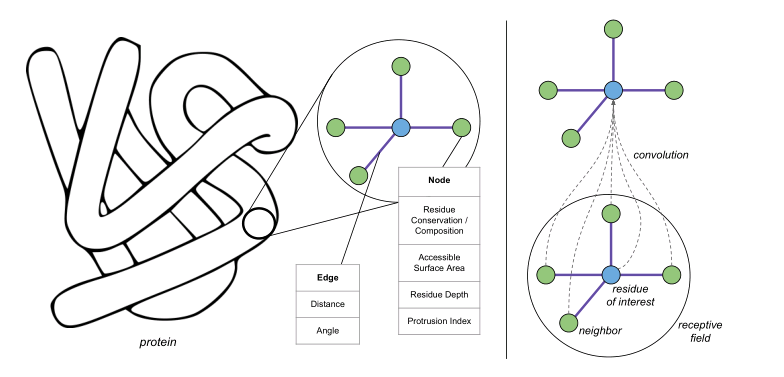 protein
Edge
Distance
Angle
Node
Residue
Conservation /
Composition
Accessible
Surface Area
Residue Depth
Protrusion Index
convolution
residue
of interest
neighbor
receptive
field